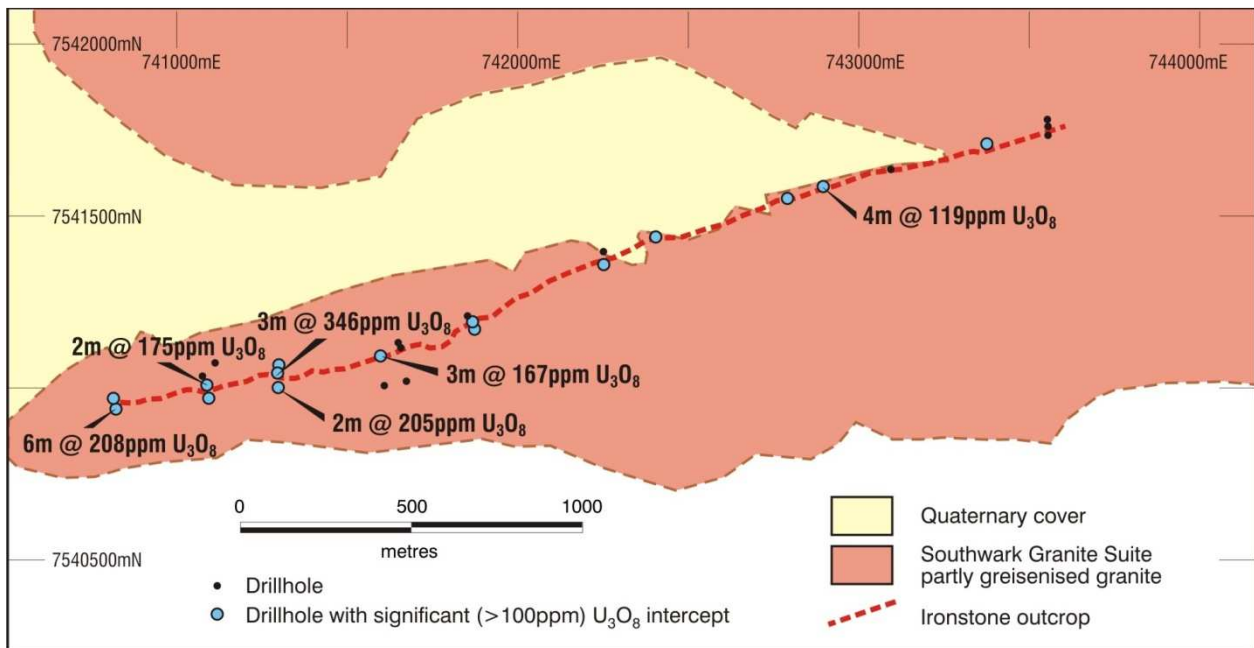 7542000mN
741000mE
742000mE
743000mE
744000mE
7541500mN
4m @ 119ppm U₃O₈
3m @ 346ppm U₃O₈
2m @ 175ppm U₃O₈
3m @ 167ppm U₃O₈
2m @ 205ppm U₃O₈
6m @ 208ppm U₃O₈
0 500 1000
metres
7540500mN
Drillhole
Drillhole with significant (>100ppm) U₃O₈ intercept
Quaternary cover
Southwark Granite Suite
partly greisenised granite
Ironstone outcrop